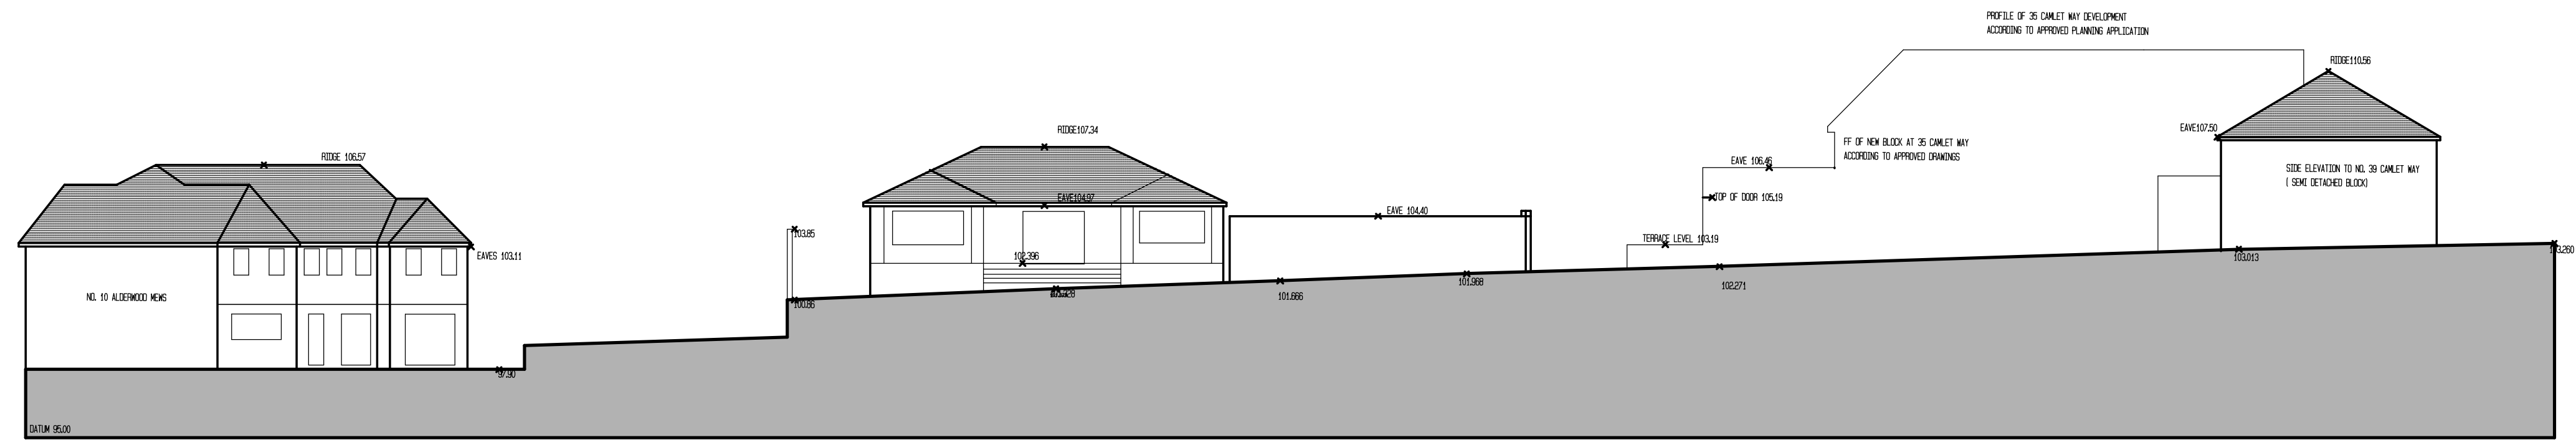 PROFILE OF 35 CAMLET WAY DEVELOPMENT
ACCORDING TO APPROVED PLANNING APPLICATION
RIDGE110.56
RIDGE107.34
EAVE107.50
FF OF NEW BLOCK AT 35 CAMLET WAY
ACCORDING TO APPROVED DRAWINGS
RIDGE 106.57
EAVE 106.46
SIDE ELEVATION TO NO. 39 CAMLET WAY
( SEMI DETACHED BLOCK)
EAVE104.97
TOP OF DOOR 105.19
EAVE 104.40
103.85
TERRACE LEVEL 103.19
EAVES 103.11
102.396
103.013
103.260
NO. 10 ALDERWOOD MEWS
100.86
101.666
101.968
102.271
97.90
DATUM 95.00